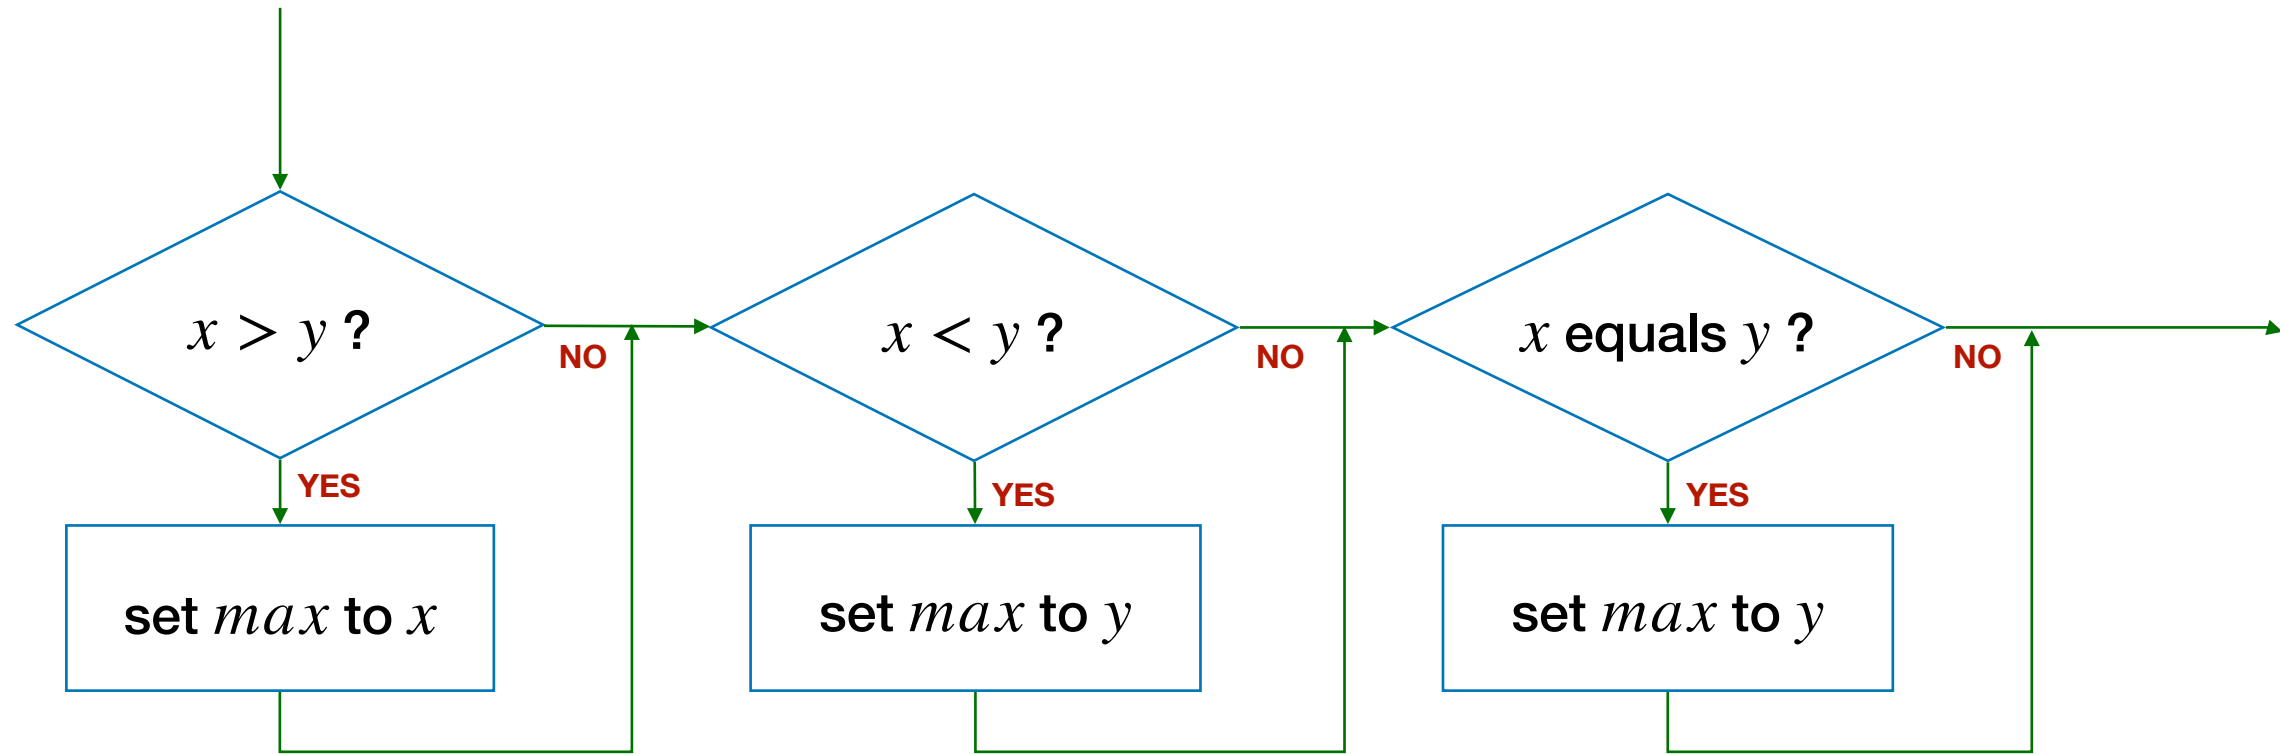 x > y ?
NO
x < y ?
NO
x equals y ?
NO
YES
YES
YES
set max to x
set max to y
set max to y